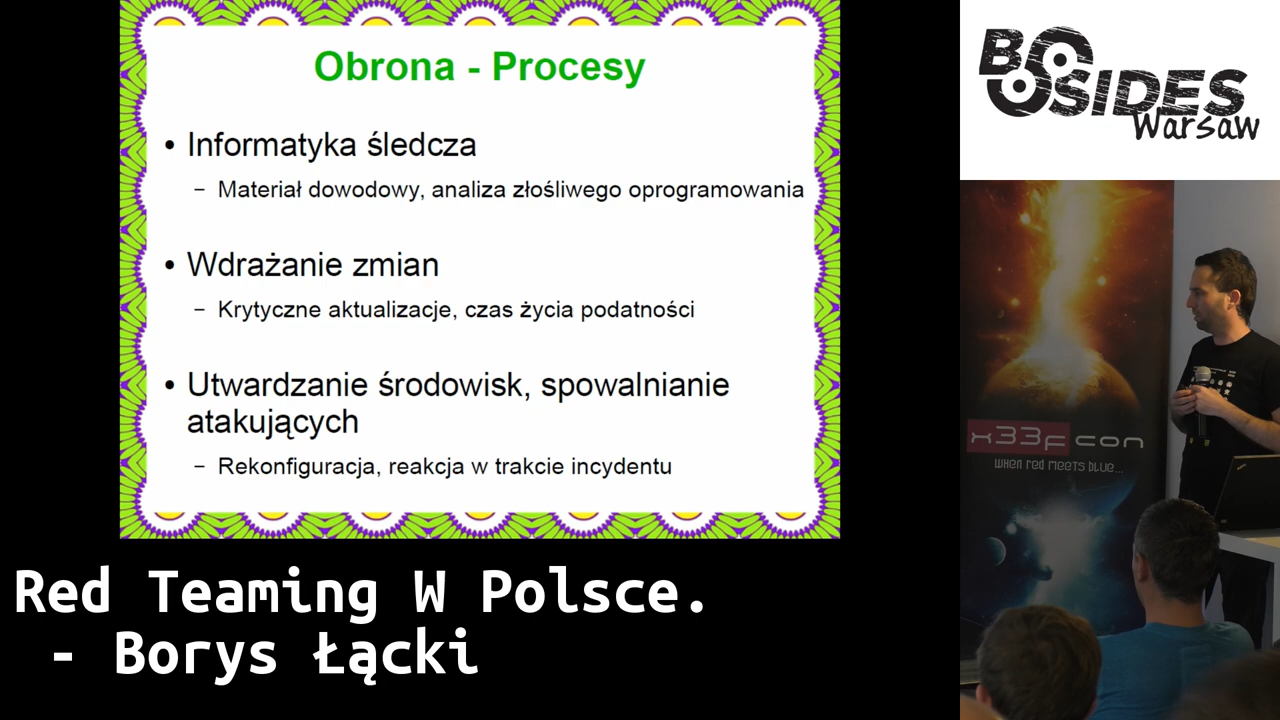 Obrona - Procesy
• Informatyka śledcza
– Materiał dowodowy, analiza złośliwego oprogramowania
• Wdrażanie zmian
– Krytyczne aktualizacje, czas życia podatności
• Utwardzanie środowisk, spowalnianie
atakujących
– Rekonfiguracja, reakcja w trakcie incydentu
Red Teaming W Polsce.
- Borys Łącki
BSIDES
Warsaw
x33fcon
when red meets blue...